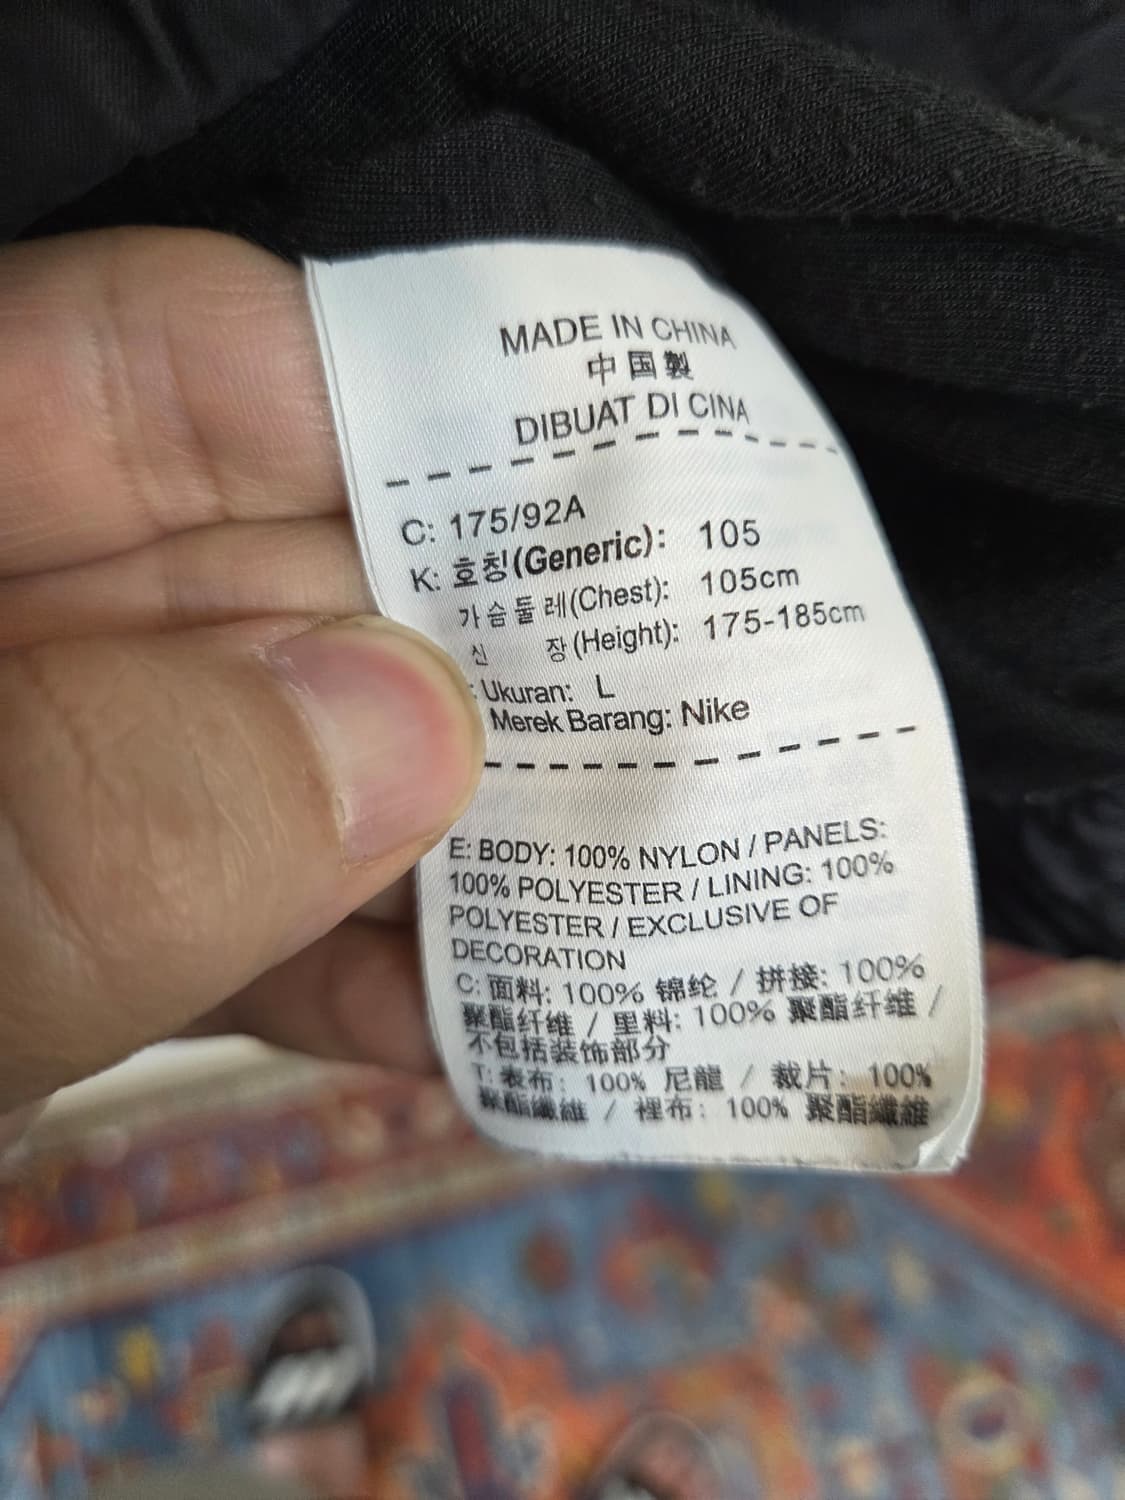 MADE IN CHINA
中国製
DIBUAT DI CINA
C: 175/92A
K: 호칭(Generic): 105
가슴둘레(Chest): 105cm
신 장(Height): 175-185cm
: Ukuran: L
Merek Barang: Nike
E: BODY: 100% NYLON / PANELS:
100% POLYESTER / LINING: 100%
POLYESTER / EXCLUSIVE OF
DECORATION
C: 面料: 100% 锦纶 / 拼接: 100%
聚酯纤维 / 里料: 100% 聚酯纤维 /
不包括装饰部分
T: 表布: 100% 尼龍 / 裁片: 100%
聚酯纖維 / 裡布: 100% 聚酯纖維